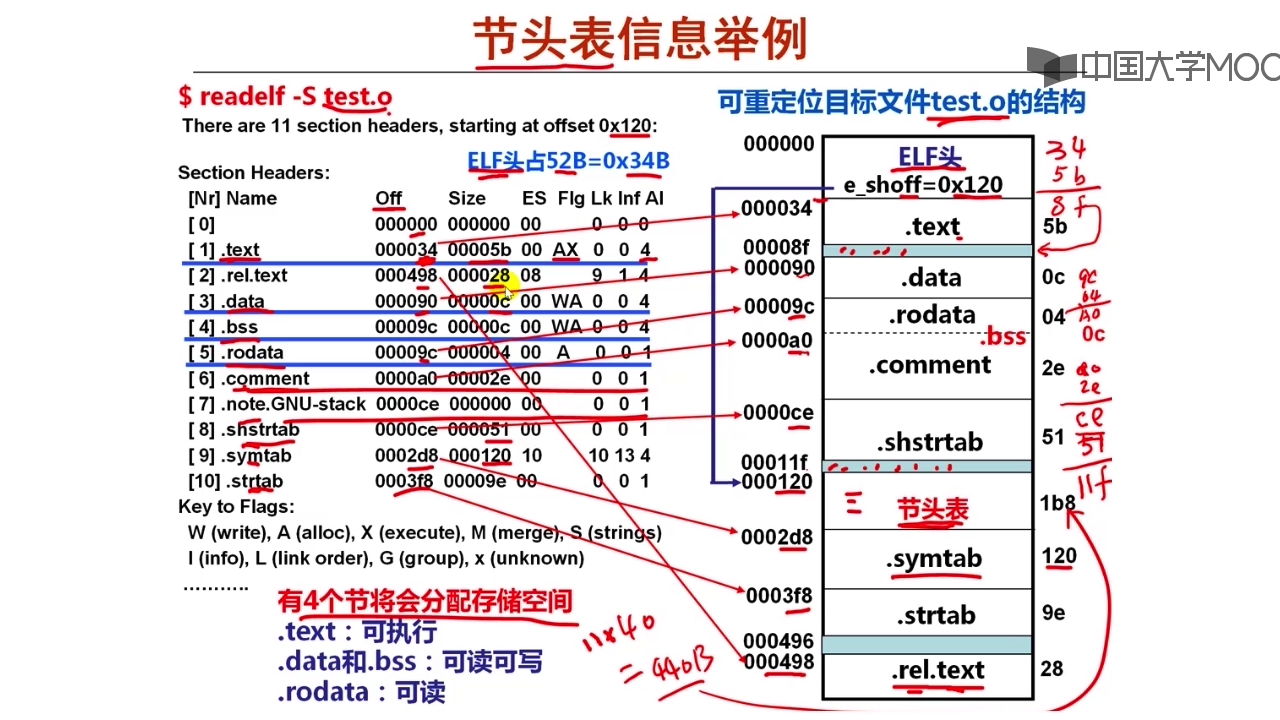 节头表信息举例
中国大学MOO
$ readelf -S test.o
There are 11 section headers, starting at offset 0x120:
ELF头占52B=0x34B
Section Headers:
[Nr] Name Off Size ES Flg Lk Inf Al
[ 0] 000000 000000 00 0 0 0
[ 1] .text 000034 00005b 00 AX 0 0 4
[ 2] .rel.text 000498 000028 08 9 1 4
[ 3] .data 000090 00000c 00 WA 0 0 4
[ 4] .bss 00009c 00000c 00 WA 0 0 4
[ 5] .rodata 00009c 000004 00 A 0 0 1
[ 6] .comment 0000a0 00002e 00 0 0 1
[ 7] .note.GNU-stack 0000ce 000000 00 0 0 1
[ 8] .shstrtab 0000ce 000051 00 0 0 1
[ 9] .symtab 0002d8 000120 10 10 13 4
[10] .strtab 0003f8 00009e 00 0 0 1
Key to Flags:
W (write), A (alloc), X (execute), M (merge), S (strings)
I (info), L (link order), G (group), x (unknown)
………..
有4个节将会分配存储空间
.text：可执行
.data和.bss：可读可写
.rodata：可读
11x40
=440B
可重定位目标文件test.o的结构
000000
ELF头
e_shoff=0x120
000034
.text 5b
00008f
000090
.data 0c
00009c
.rodata 04
.bss
0000a0
.comment 2e
0000ce
.shstrtab 51
00011f
000120
节头表 1b8
0002d8
.symtab 120
0003f8
.strtab 9e
000496
000498
.rel.text 28
34
5b
8f
9c
04
A0
0c
a0
2e
ce
51
11f